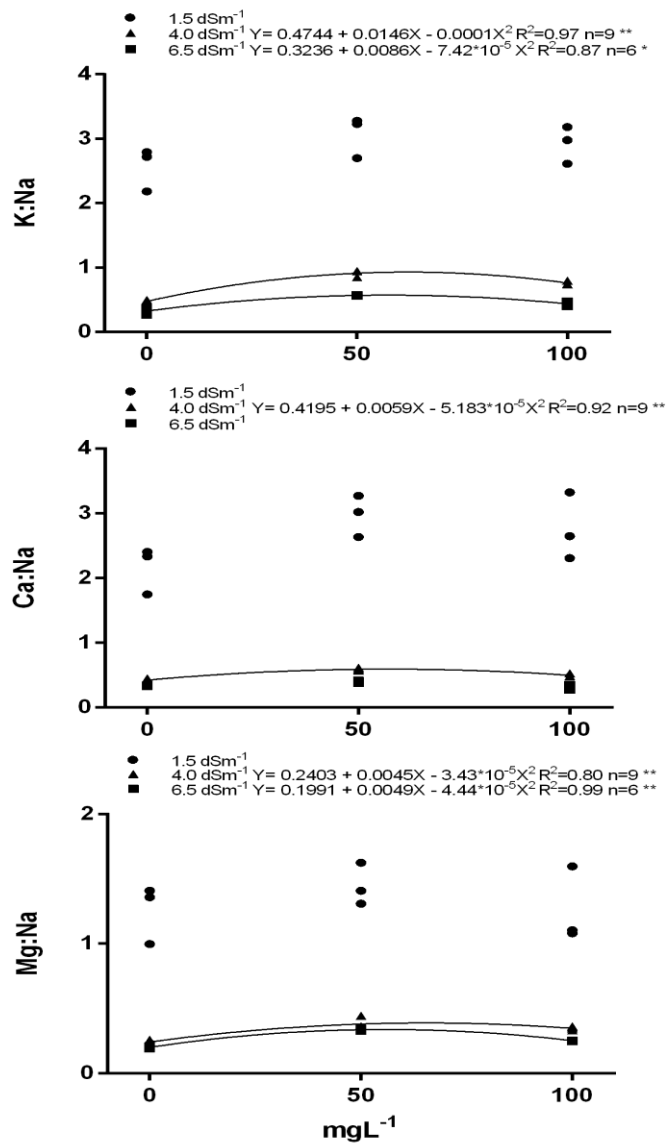 1.5 dSm⁻¹
4.0 dSm⁻¹ Y= 0.4744 + 0.0146X - 0.0001X² R²=0.97 n=9 **
6.5 dSm⁻¹ Y= 0.3236 + 0.0086X - 7.42*10⁻⁵ X² R²=0.87 n=6 *
4
3
2
1
0
K:Na
0 50 100
1.5 dSm⁻¹
4.0 dSm⁻¹ Y= 0.4195 + 0.0059X - 5.183*10⁻⁵X² R²=0.92 n=9 **
6.5 dSm⁻¹
4
3
2
1
0
Ca:Na
0 50 100
1.5 dSm⁻¹
4.0 dSm⁻¹ Y= 0.2403 + 0.0045X - 3.43*10⁻⁵X² R²=0.80 n=9 **
6.5 dSm⁻¹ Y= 0.1991 + 0.0049X - 4.44*10⁻⁵X² R²=0.99 n=6 **
2
1
0
Mg:Na
0 50 100
mgL⁻¹